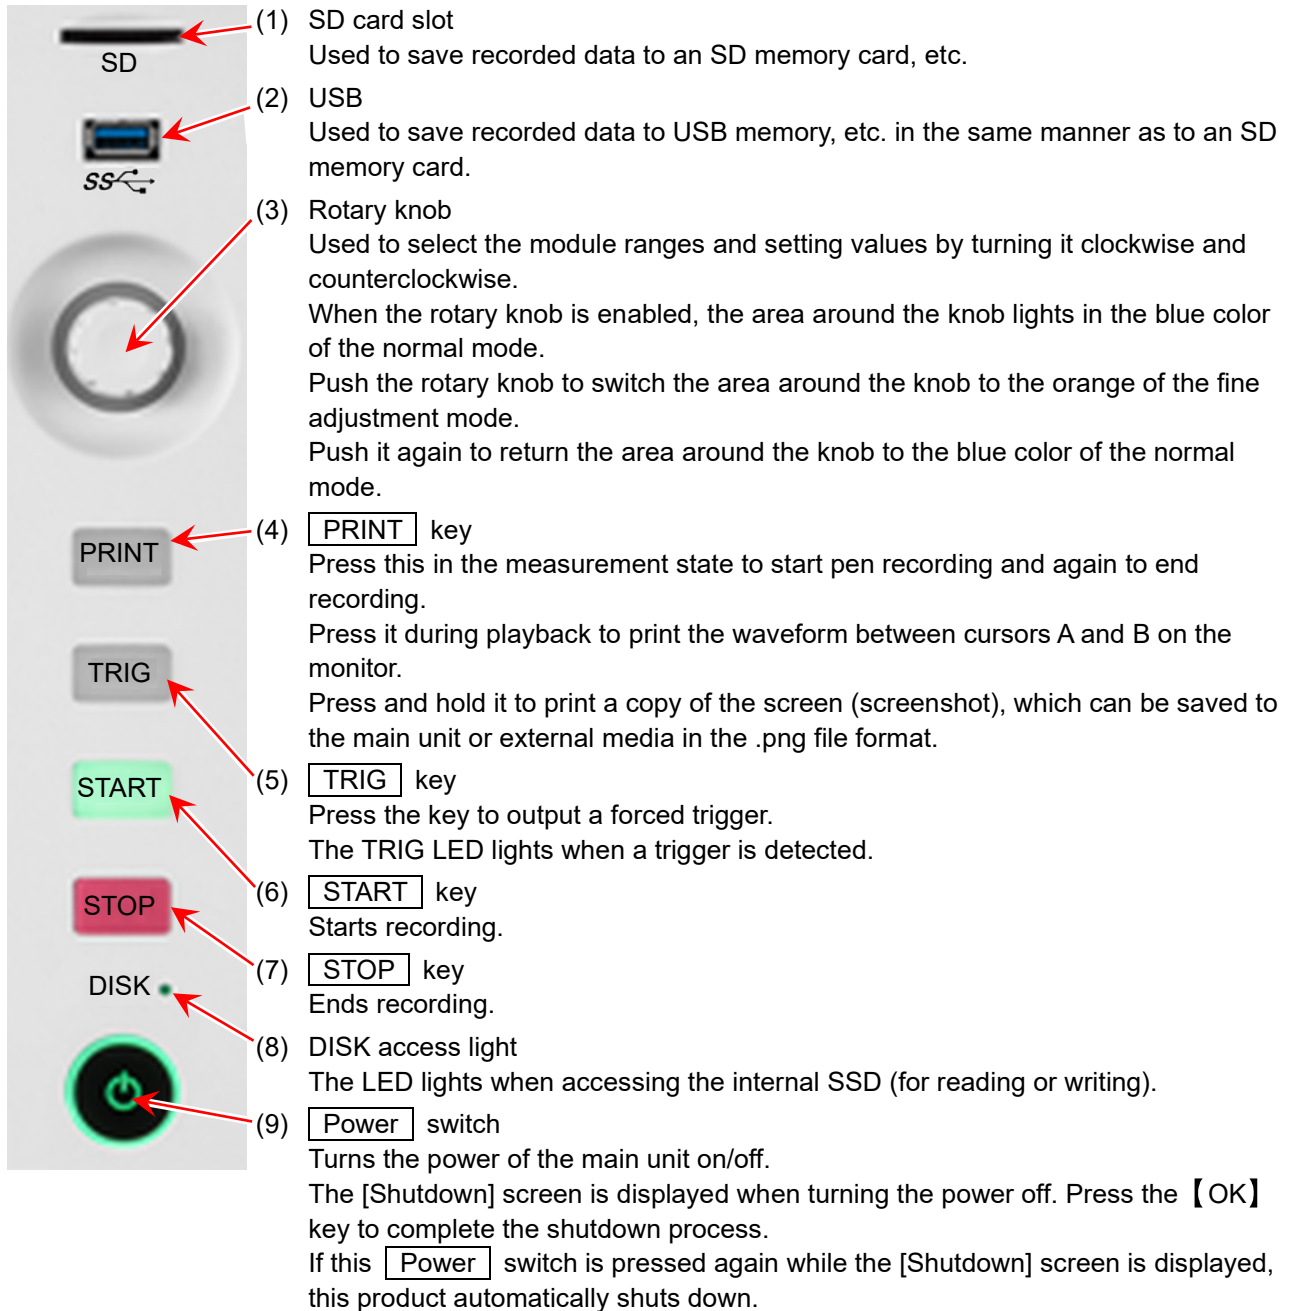 (1) SD card slot
SD
Used to save recorded data to an SD memory card, etc.
(2) USB
Used to save recorded data to USB memory, etc. in the same manner as to an SD
memory card.
SS
(3) Rotary knob
Used to select the module ranges and setting values by turning it clockwise and
counterclockwise.
When the rotary knob is enabled, the area around the knob lights in the blue color
of the normal mode.
Push the rotary knob to switch the area around the knob to the orange of the fine
adjustment mode.
Push it again to return the area around the knob to the blue color of the normal
mode.
(4) PRINT key
PRINT
Press this in the measurement state to start pen recording and again to end
recording.
Press it during playback to print the waveform between cursors A and B on the
monitor.
TRIG
Press and hold it to print a copy of the screen (screenshot), which can be saved to
the main unit or external media in the .png file format.
(5) TRIG key
START
Press the key to output a forced trigger.
The TRIG LED lights when a trigger is detected.
(6) START key
STOP
Starts recording.
(7) STOP key
DISK
Ends recording.
(8) DISK access light
The LED lights when accessing the internal SSD (for reading or writing).
(9) Power switch
Turns the power of the main unit on/off.
The [Shutdown] screen is displayed when turning the power off. Press the【OK】
key to complete the shutdown process.
If this Power switch is pressed again while the [Shutdown] screen is displayed,
this product automatically shuts down.